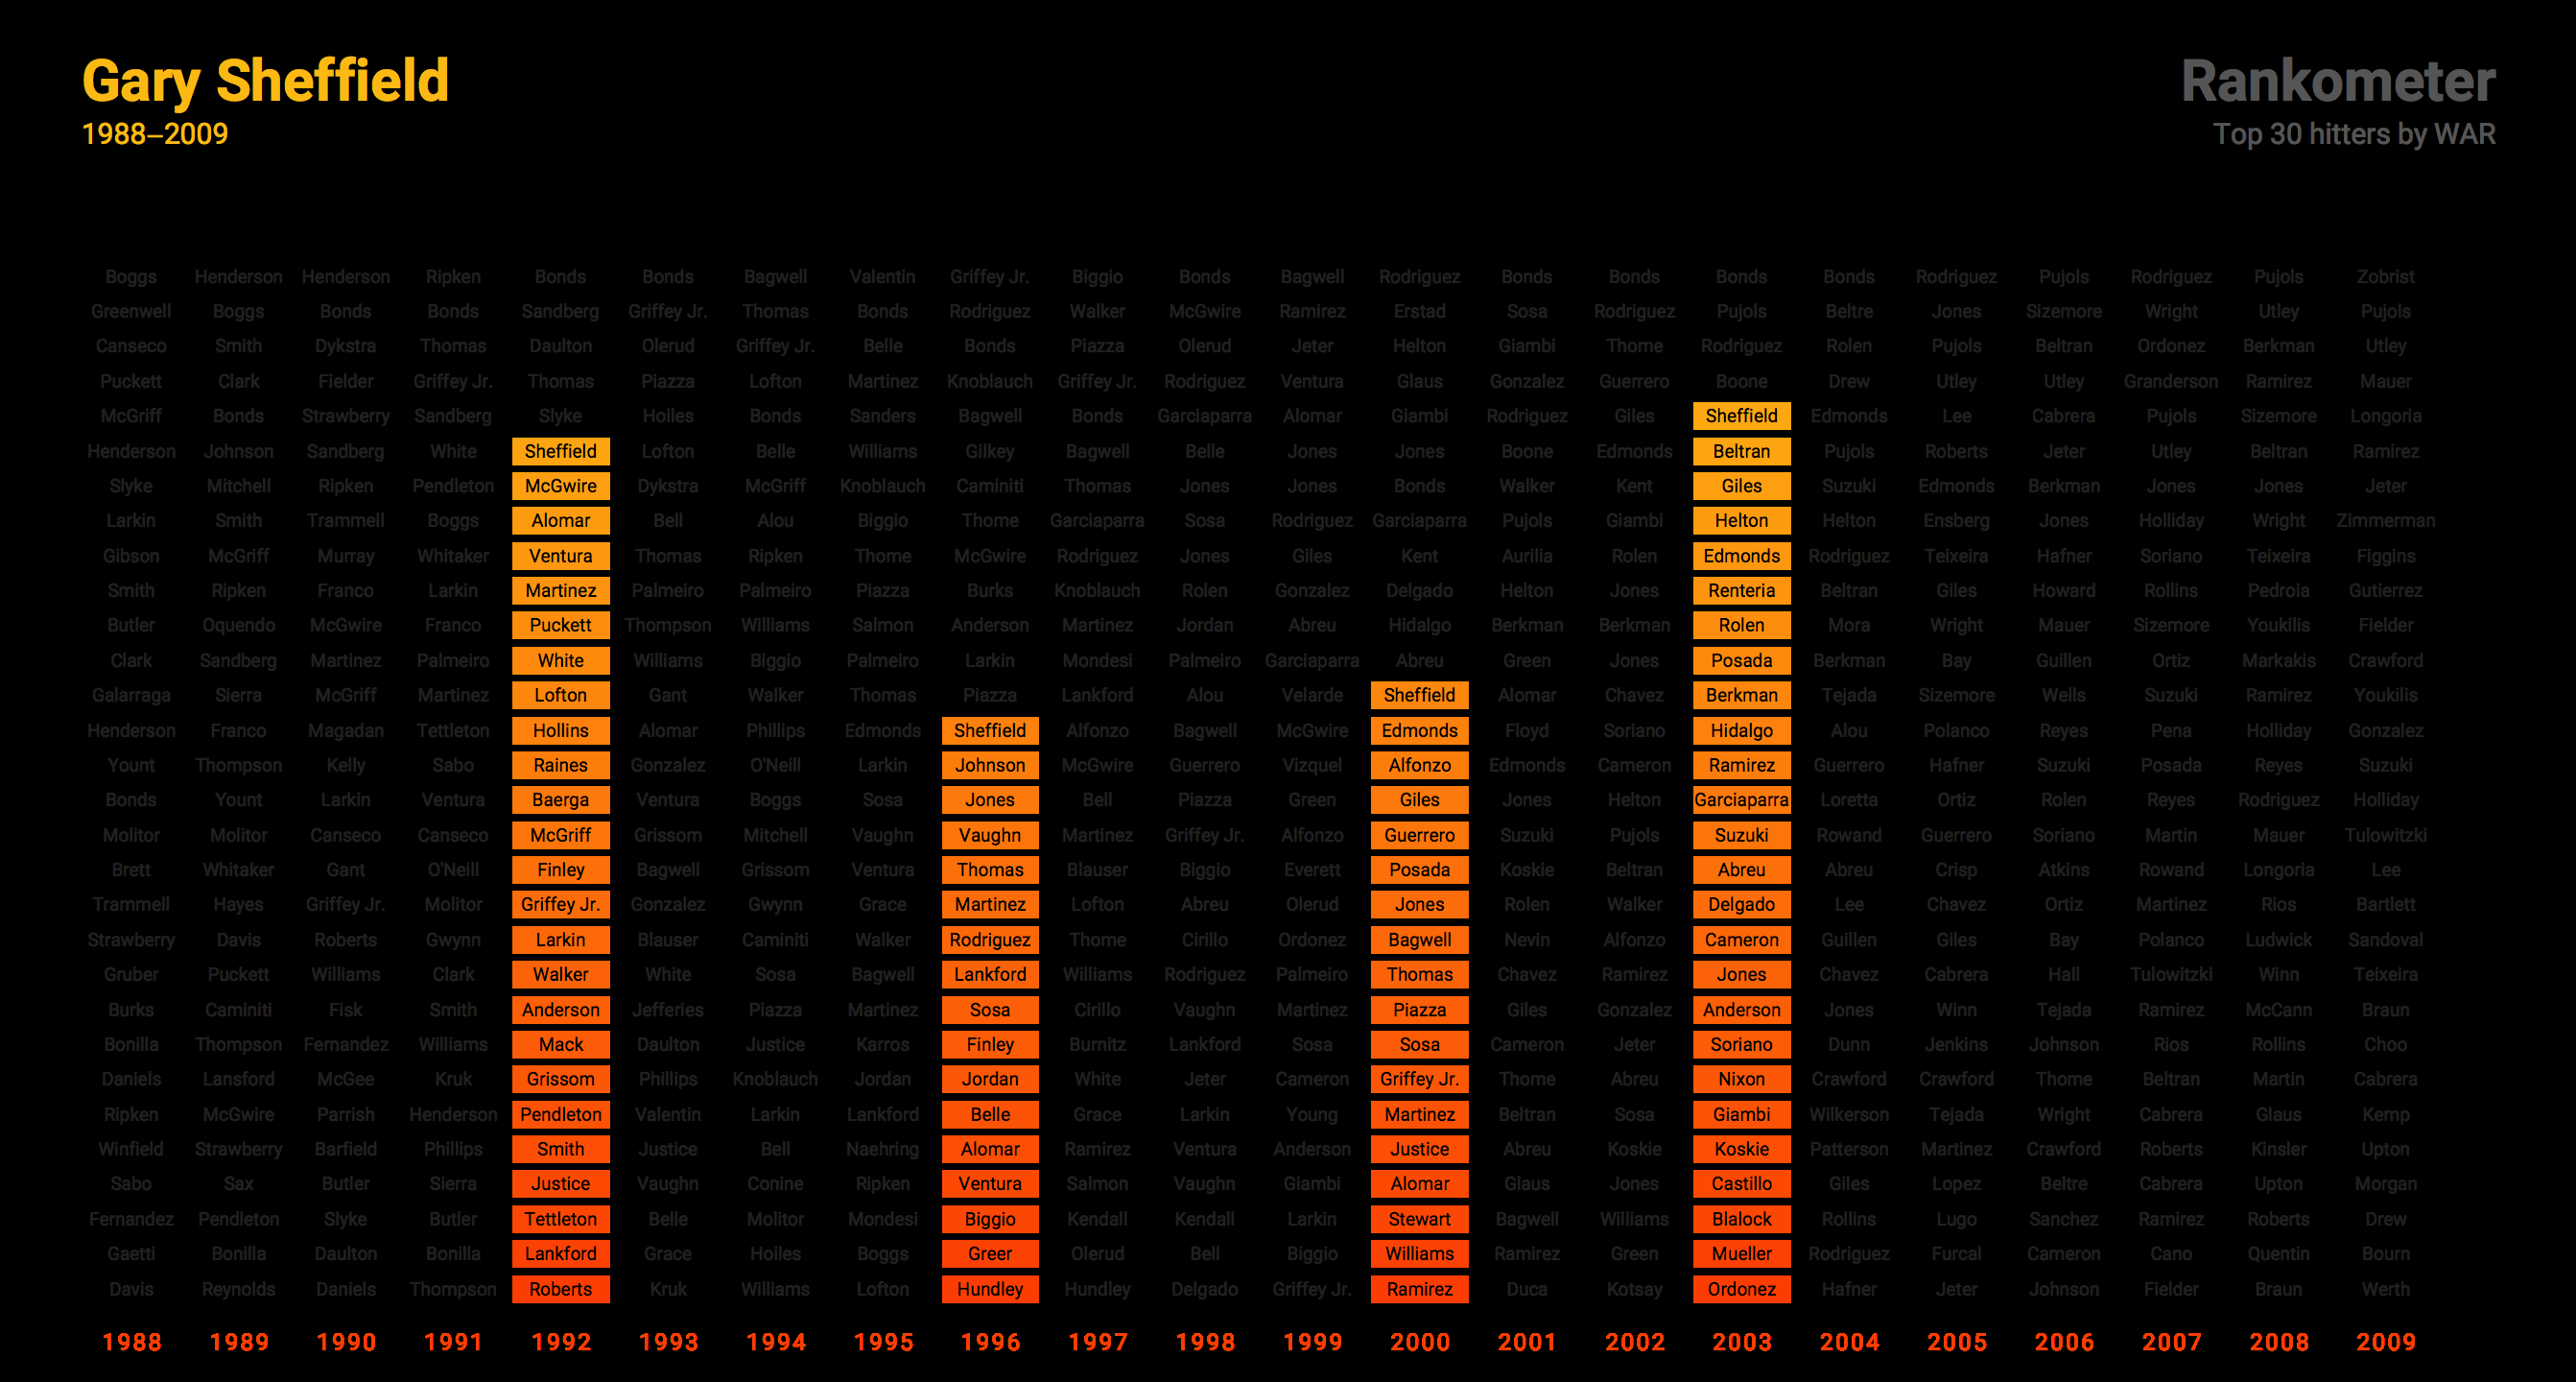 Gary Sheffield
1988–2009
Rankometer
Top 30 hitters by WAR
Boggs Henderson Henderson Ripken Bonds Bonds Bagwell Valentin Griffey Jr. Biggio Bonds Bagwell Rodriguez Bonds Bonds Bonds Bonds Rodriguez Pujols Rodriguez Pujols Zobrist
Greenwell Boggs Bonds Bonds Sandberg Griffey Jr. Thomas Bonds Rodriguez Walker McGwire Ramirez Erstad Sosa Rodriguez Pujols Beltre Jones Sizemore Wright Utley Pujols
Canseco Smith Dykstra Thomas Daulton Olerud Griffey Jr. Belle Bonds Piazza Olerud Jeter Helton Giambi Thome Rodriguez Rolen Pujols Beltran Ordonez Berkman Utley
Puckett Clark Fielder Griffey Jr. Thomas Piazza Lofton Martinez Knoblauch Griffey Jr. Rodriguez Ventura Glaus Gonzalez Guerrero Boone Drew Utley Utley Granderson Ramirez Mauer
McGriff Bonds Strawberry Sandberg Slyke Hoiles Bonds Sanders Bagwell Bonds Garciaparra Alomar Giambi Rodriguez Giles Sheffield Edmonds Lee Cabrera Pujols Sizemore Longoria
Henderson Johnson Sandberg White Sheffield Lofton Belle Williams Gilkey Bagwell Belle Jones Jones Boone Edmonds Beltran Pujols Roberts Jeter Utley Beltran Ramirez
Slyke Mitchell Ripken Pendleton McGwire Dykstra McGriff Knoblauch Caminiti Thomas Jones Jones Bonds Walker Kent Giles Suzuki Edmonds Berkman Jones Jones Jeter
Larkin Smith Trammell Boggs Alomar Bell Alou Biggio Thome Garciaparra Sosa Rodriguez Garciaparra Pujols Giambi Helton Helton Ensberg Jones Holliday Wright Zimmerman
Gibson McGriff Murray Whitaker Ventura Thomas Ripken Thome McGwire Rodriguez Jones Giles Kent Aurilia Rolen Edmonds Rodriguez Teixeira Hafner Soriano Teixeira Figgins
Smith Ripken Franco Larkin Martinez Palmeiro Palmeiro Piazza Burks Knoblauch Rolen Gonzalez Delgado Helton Jones Renteria Beltran Giles Howard Rollins Pedroia Gutierrez
Butler Oquendo McGwire Franco Puckett Thompson Williams Salmon Anderson Martinez Jordan Abreu Hidalgo Berkman Berkman Rolen Mora Wright Mauer Sizemore Youkilis Fielder
Clark Sandberg Martinez Palmeiro White Williams Biggio Palmeiro Larkin Mondesi Palmeiro Garciaparra Abreu Green Jones Posada Berkman Bay Guillen Ortiz Markakis Crawford
Galarraga Sierra McGriff Martinez Lofton Gant Walker Thomas Piazza Lankford Alou Velarde Sheffield Alomar Chavez Berkman Tejada Sizemore Wells Suzuki Ramirez Youkilis
Henderson Franco Magadan Tettleton Hollins Alomar Phillips Edmonds Sheffield Alfonzo Bagwell McGwire Edmonds Floyd Soriano Hidalgo Alou Polanco Reyes Pena Holliday Gonzalez
Yount Thompson Kelly Sabo Raines Gonzalez O'Neill Larkin Johnson McGwire Guerrero Vizquel Alfonzo Edmonds Cameron Ramirez Guerrero Hafner Suzuki Posada Reyes Suzuki
Bonds Yount Larkin Ventura Baerga Ventura Boggs Sosa Jones Bell Piazza Green Giles Jones Helton Garciaparra Loretta Ortiz Rolen Reyes Rodriguez Holliday
Molitor Molitor Canseco Canseco McGriff Grissom Mitchell Vaughn Vaughn Martinez Griffey Jr. Alfonzo Guerrero Suzuki Pujols Suzuki Rowand Guerrero Soriano Martin Mauer Tulowitzki
Brett Whitaker Gant O'Neill Finley Bagwell Grissom Ventura Thomas Blauser Biggio Everett Posada Koskie Beltran Abreu Abreu Crisp Atkins Rowand Longoria Lee
Trammell Hayes Griffey Jr. Molitor Griffey Jr. Gonzalez Gwynn Grace Martinez Lofton Abreu Olerud Jones Rolen Walker Delgado Lee Chavez Ortiz Martinez Rios Bartlett
Strawberry Davis Roberts Gwynn Larkin Blauser Caminiti Walker Rodriguez Thome Cirillo Ordonez Bagwell Nevin Alfonzo Cameron Guillen Giles Bay Polanco Ludwick Sandoval
Gruber Puckett Williams Clark Walker White Sosa Bagwell Lankford Williams Rodriguez Palmeiro Thomas Chavez Ramirez Jones Chavez Cabrera Hall Tulowitzki Winn Teixeira
Burks Caminiti Fisk Smith Anderson Jefferies Piazza Martinez Sosa Cirillo Vaughn Martinez Piazza Giles Gonzalez Anderson Jones Winn Tejada Ramirez McCann Braun
Bonilla Thompson Fernandez Williams Mack Daulton Justice Karros Finley Burnitz Lankford Sosa Sosa Cameron Jeter Soriano Dunn Jenkins Johnson Rios Rollins Choo
Daniels Lansford McGee Kruk Grissom Phillips Knoblauch Jordan Jordan White Jeter Cameron Griffey Jr. Thome Abreu Nixon Crawford Crawford Thome Beltran Martin Cabrera
Ripken McGwire Parrish Henderson Pendleton Valentin Larkin Lankford Belle Grace Larkin Young Martinez Beltran Sosa Giambi Wilkerson Tejada Wright Cabrera Glaus Kemp
Winfield Strawberry Barfield Phillips Smith Justice Bell Naehring Alomar Ramirez Ventura Anderson Justice Abreu Koskie Koskie Patterson Martinez Crawford Roberts Kinsler Upton
Sabo Sax Butler Sierra Justice Vaughn Conine Ripken Ventura Salmon Vaughn Giambi Alomar Glaus Jones Castillo Giles Lopez Beltre Cabrera Upton Morgan
Fernandez Pendleton Slyke Butler Tettleton Belle Molitor Mondesi Biggio Kendall Kendall Larkin Stewart Bagwell Williams Blalock Rollins Lugo Sanchez Ramirez Roberts Drew
Gaetti Bonilla Daulton Bonilla Lankford Grace Hoiles Boggs Greer Olerud Bell Biggio Williams Ramirez Green Mueller Rodriguez Furcal Cameron Cano Quentin Bourn
Davis Reynolds Daniels Thompson Roberts Kruk Williams Lofton Hundley Hundley Delgado Griffey Jr. Ramirez Duca Kotsay Ordonez Hafner Jeter Johnson Fielder Braun Werth
1988 1989 1990 1991 1992 1993 1994 1995 1996 1997 1998 1999 2000 2001 2002 2003 2004 2005 2006 2007 2008 2009